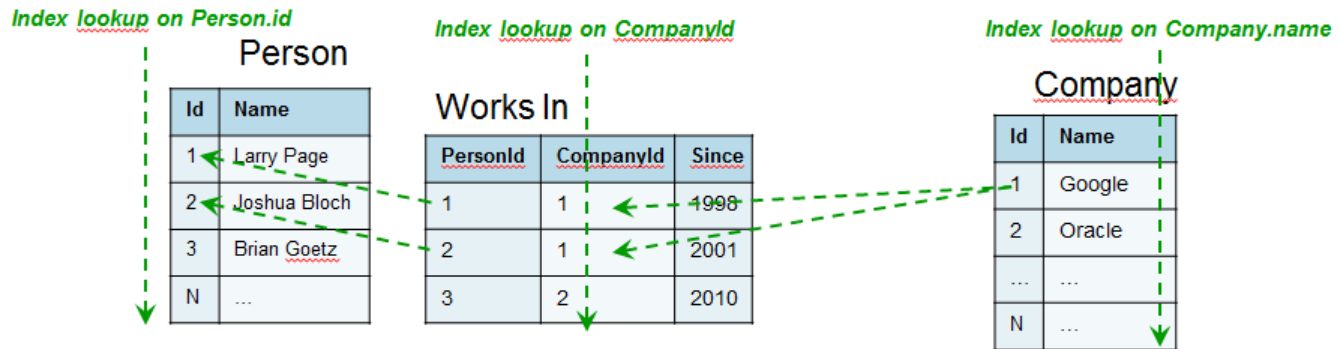 Index lookup on Person.id
Index lookup on CompanyId
Index lookup on Company.name
Person
Id Name
1 Larry Page
2 Joshua Bloch
3 Brian Goetz
N ...
Works In
PersonId CompanyId Since
1 1 1998
2 1 2001
3 2 2010
Company
Id Name
1 Google
2 Oracle
... ...
N ...